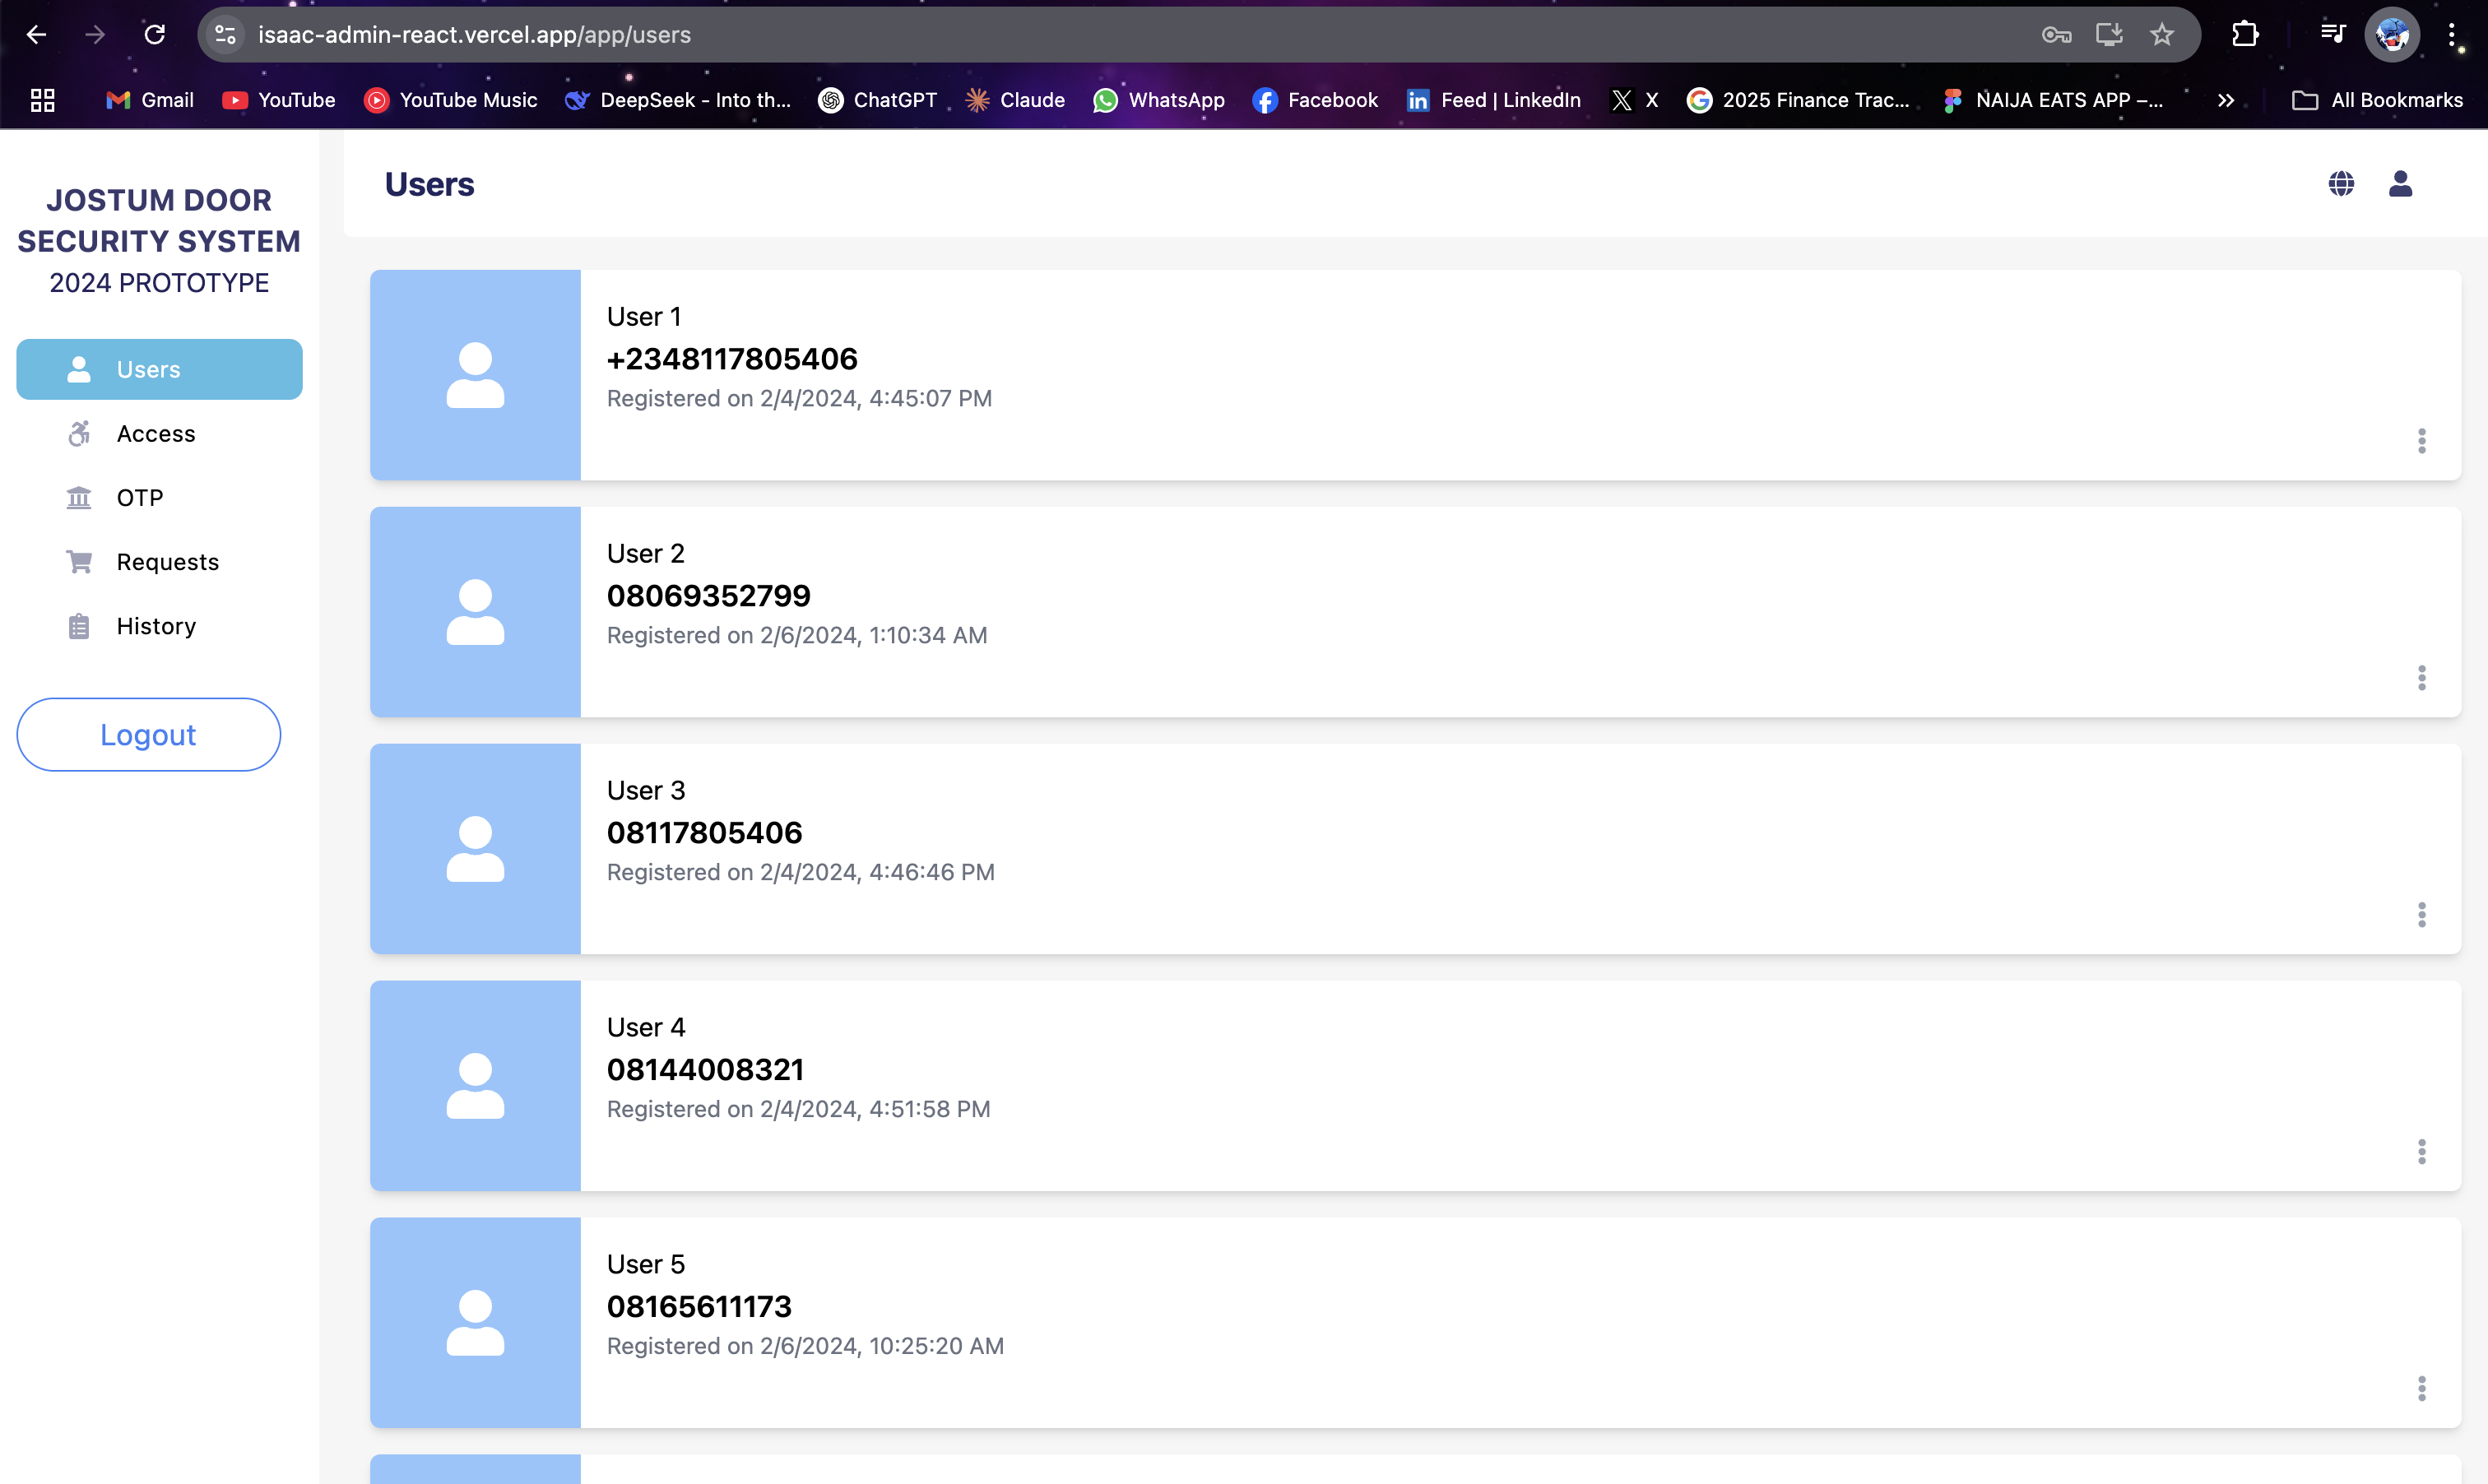 isaac-admin-react.vercel.app/app/users
Gmail
YouTube
YouTube Music
DeepSeek - Into th...
ChatGPT
Claude
WhatsApp
Facebook
Feed | LinkedIn
X
2025 Finance Trac...
NAIJA EATS APP –...
All Bookmarks
JOSTUM DOOR
SECURITY SYSTEM
2024 PROTOTYPE
Users
Access
OTP
Requests
History
Logout
Users
User 1
+2348117805406
Registered on 2/4/2024, 4:45:07 PM
User 2
08069352799
Registered on 2/6/2024, 1:10:34 AM
User 3
08117805406
Registered on 2/4/2024, 4:46:46 PM
User 4
08144008321
Registered on 2/4/2024, 4:51:58 PM
User 5
08165611173
Registered on 2/6/2024, 10:25:20 AM